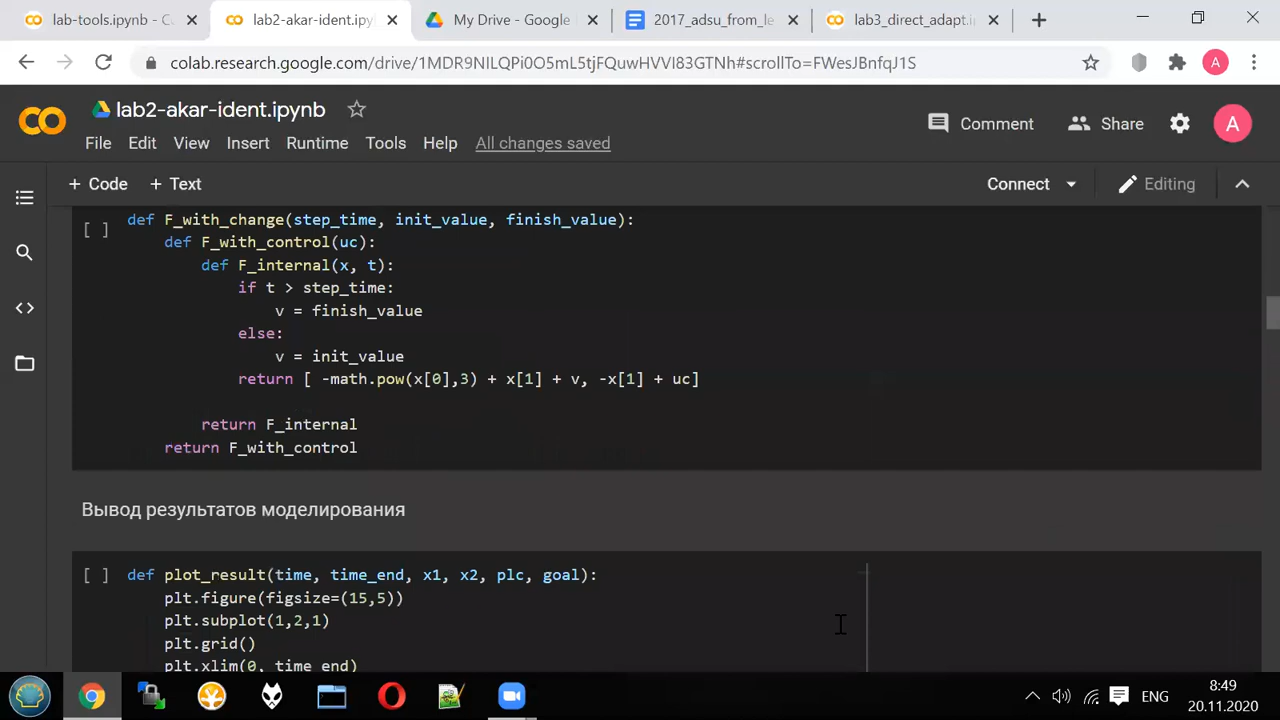 lab-tools.ipynb - Colab
lab2-akar-ident.ipy
My Drive - Google
2017_adsu_from_le
lab3_direct_adapt.i
colab.research.google.com/drive/1MDR9NILQPi0O5mL5tjFQuwHVVI83GTNh#scrollTo=FWesJBnfqJ1S
A
lab2-akar-ident.ipynb
Comment
Share
A
File Edit View Insert Runtime Tools Help All changes saved
+ Code + Text
Connect
Editing
[ ]
def F_with_change(step_time, init_value, finish_value):
def F_with_control(uc):
def F_internal(x, t):
if t > step_time:
v = finish_value
else:
v = init_value
return [ -math.pow(x[0],3) + x[1] + v, -x[1] + uc]
return F_internal
return F_with_control
Вывод результатов моделирования
[ ]
def plot_result(time, time_end, x1, x2, plc, goal):
plt.figure(figsize=(15,5))
plt.subplot(1,2,1)
plt.grid()
plt.xlim(0, time_end)
ENG
8:49
20.11.2020